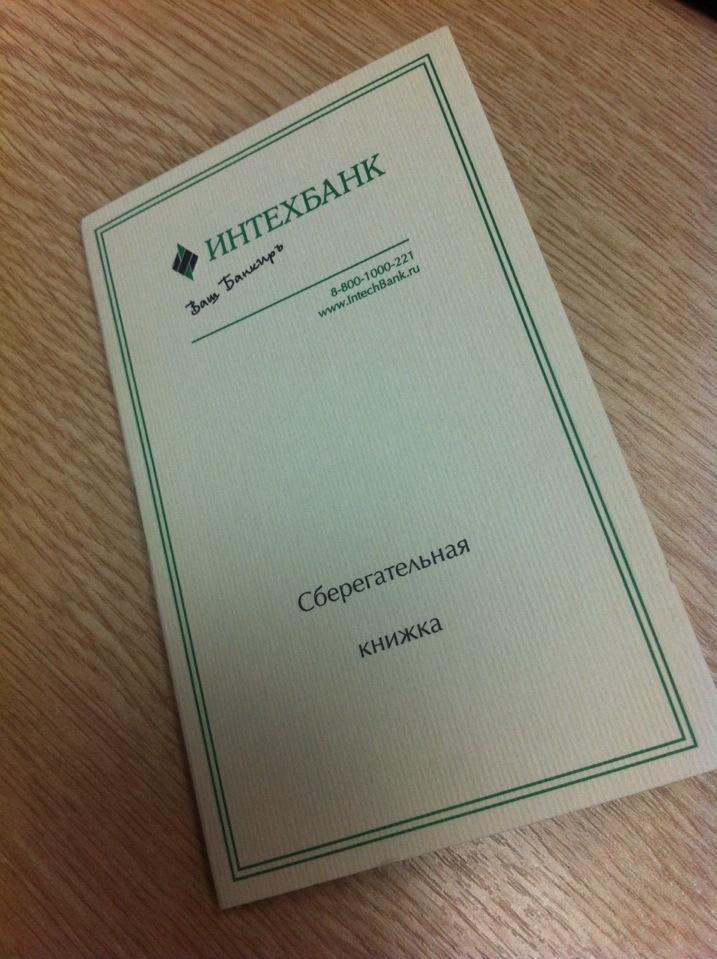 ИНТЕХБАНК
Ваш Банкиръ
8-800-1000-221
www.IntechBank.ru
Сберегательная
книжка